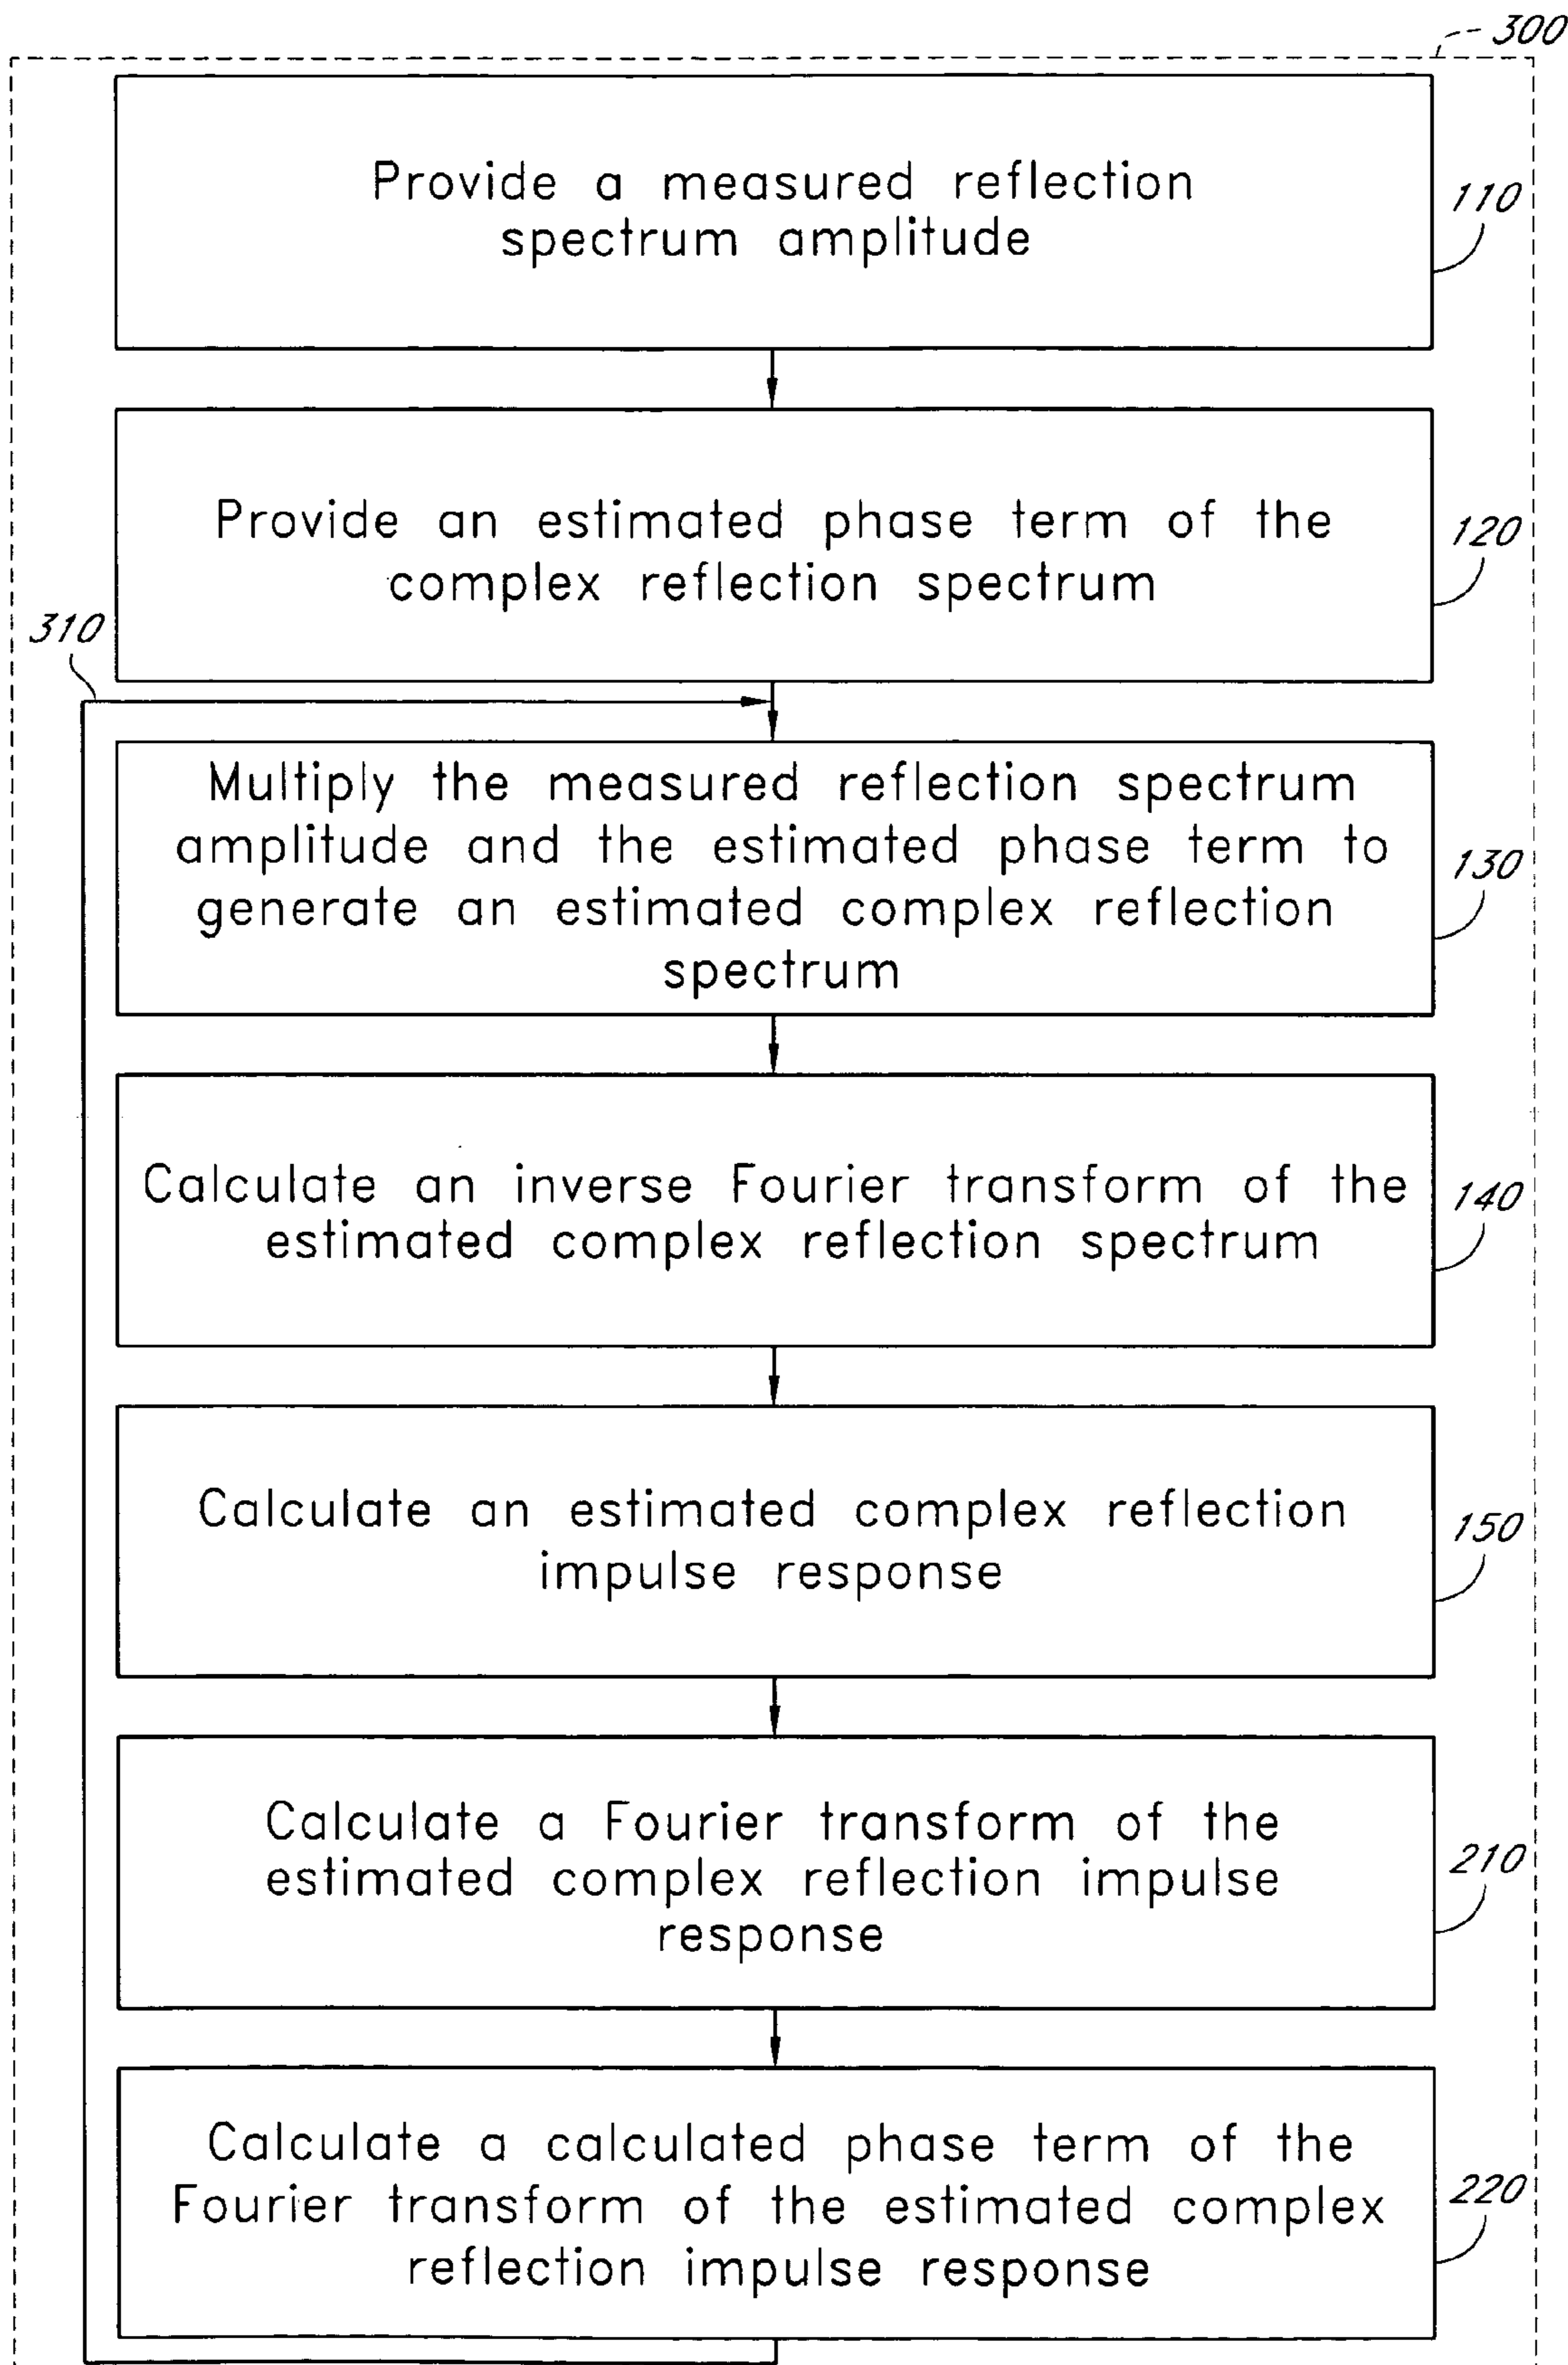 300
Provide a measured reflection
spectrum amplitude
110
Provide an estimated phase term of the
complex reflection spectrum
120
310
Multiply the measured reflection spectrum
amplitude and the estimated phase term to
generate an estimated complex reflection
spectrum
130
Calculate an inverse Fourier transform of the
estimated complex reflection spectrum
140
Calculate an estimated complex reflection
impulse response
150
Calculate a Fourier transform of the
estimated complex reflection impulse
response
210
Calculate a calculated phase term of the
Fourier transform of the estimated complex
reflection impulse response
220